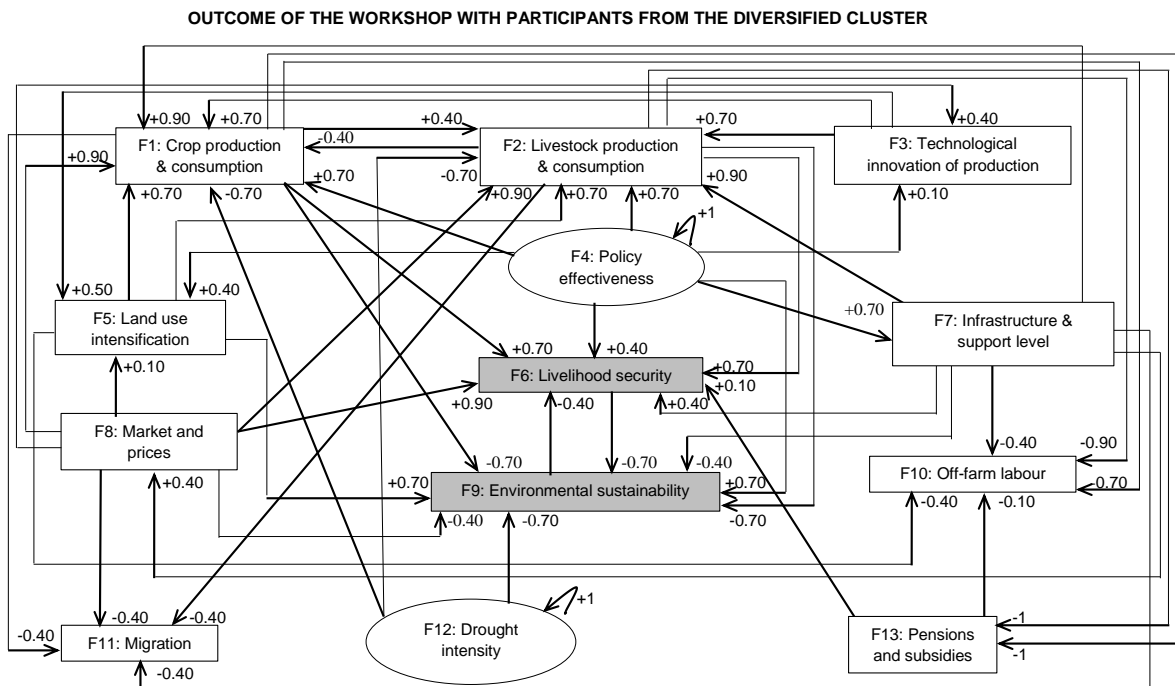 OUTCOME OF THE WORKSHOP WITH PARTICIPANTS FROM THE DIVERSIFIED CLUSTER
+0.90
+0.70
+0.40
+0.70
+0.40
F1: Crop production
& consumption
-0.40
F2: Livestock production
& consumption
F3: Technological
innovation of production
+0.90
+0.70
-0.70
+0.70
-0.70
+0.90
+0.70
+0.70
+0.90
+0.10
+1
F4: Policy
effectiveness
+0.50
+0.40
F5: Land use
intensification
+0.70
F7: Infrastructure &
support level
+0.10
+0.70
+0.40
F6: Livelihood security
+0.70
+0.10
+0.90
-0.40
+0.40
F8: Market and
prices
-0.40
-0.90
+0.40
-0.70
-0.70
-0.40
F10: Off-farm labour
+0.70
F9: Environmental sustainability
+0.70
-0.70
-0.40
-0.70
-0.70
-0.40
-0.10
+1
-0.40
-0.40
-0.40
F11: Migration
-0.40
F12: Drought
intensity
F13: Pensions
and subsidies
-1
-1